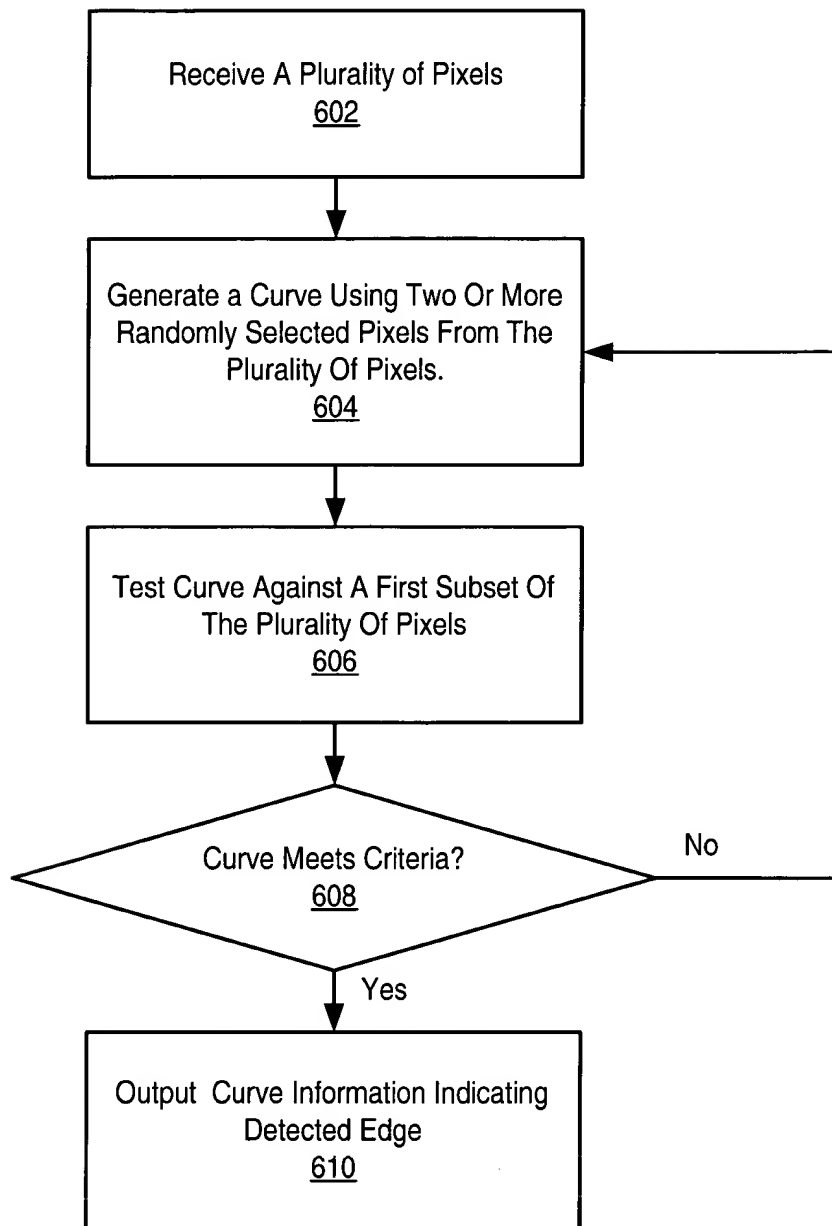 Receive A Plurality of Pixels
602
Generate a Curve Using Two Or More
Randomly Selected Pixels From The
Plurality Of Pixels.
604
Test Curve Against A First Subset Of
The Plurality Of Pixels
606
Curve Meets Criteria?
608
No
Yes
Output Curve Information Indicating
Detected Edge
610